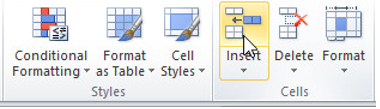 Conditional Formatting
Format as Table
Cell Styles
Insert
Delete
Format
Styles
Cells